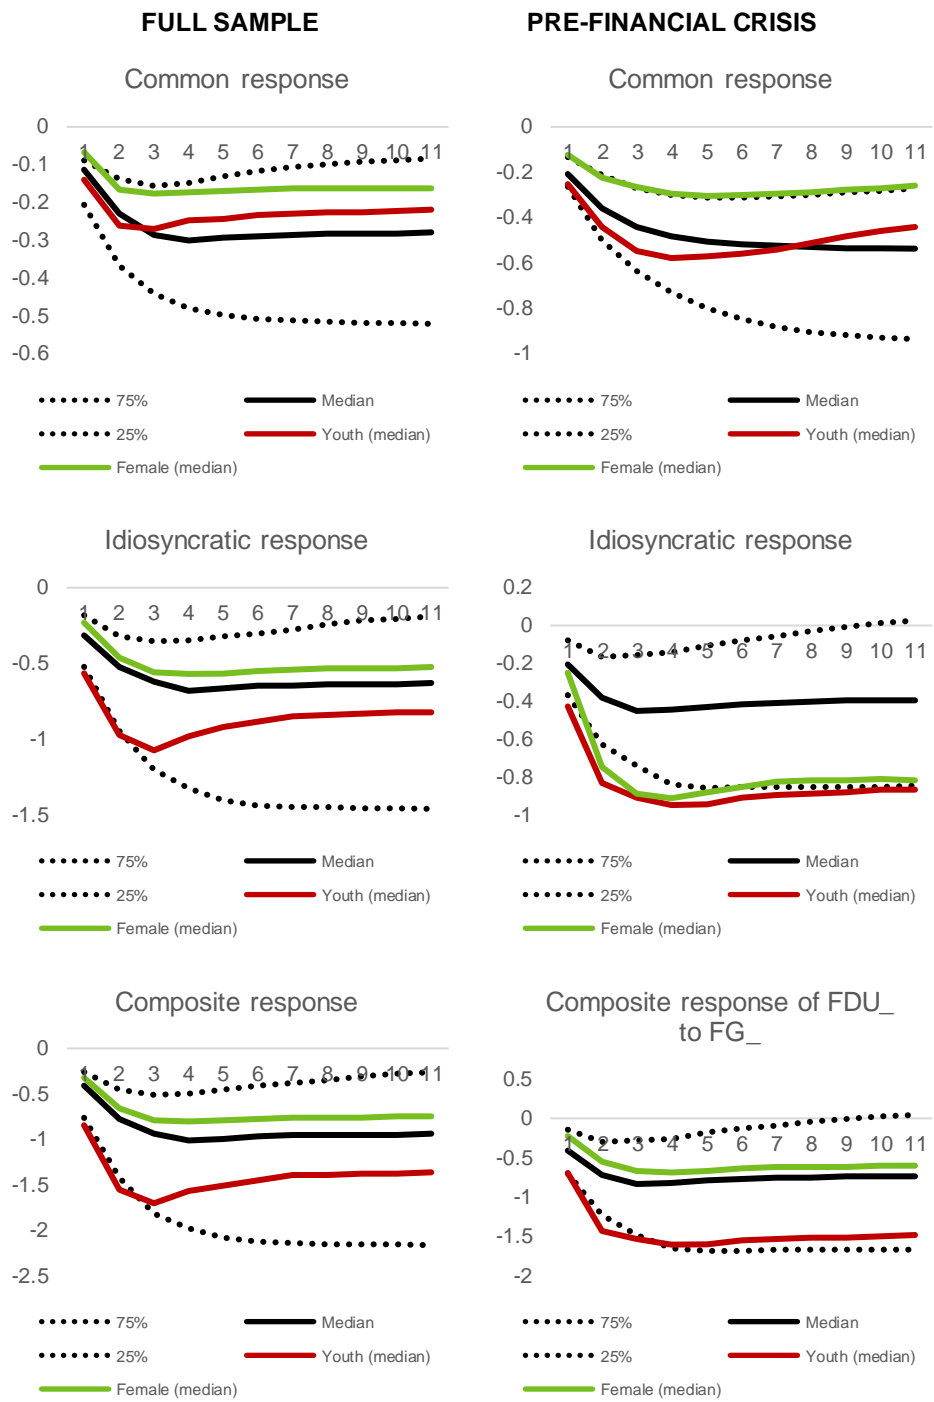 FULL SAMPLE
PRE-FINANCIAL CRISIS
Common response
0
-0.1
-0.2
-0.3
-0.4
-0.5
-0.6
1 2 3 4 5 6 7 8 9 10 11
75%
Median
25%
Youth (median)
Female (median)
Common response
0
-0.2
-0.4
-0.6
-0.8
-1
1 2 3 4 5 6 7 8 9 10 11
75%
Median
25%
Youth (median)
Female (median)
Idiosyncratic response
0
-0.5
-1
-1.5
1 2 3 4 5 6 7 8 9 10 11
75%
Median
25%
Youth (median)
Female (median)
Idiosyncratic response
0.2
0
-0.2
-0.4
-0.6
-0.8
-1
1 2 3 4 5 6 7 8 9 10 11
75%
Median
25%
Youth (median)
Female (median)
Composite response
0
-0.5
-1
-1.5
-2
-2.5
1 2 3 4 5 6 7 8 9 10 11
75%
Median
25%
Youth (median)
Female (median)
Composite response of FDU_
to FG_
0.5
0
-0.5
-1
-1.5
-2
1 2 3 4 5 6 7 8 9 10 11
75%
Median
25%
Youth (median)
Female (median)